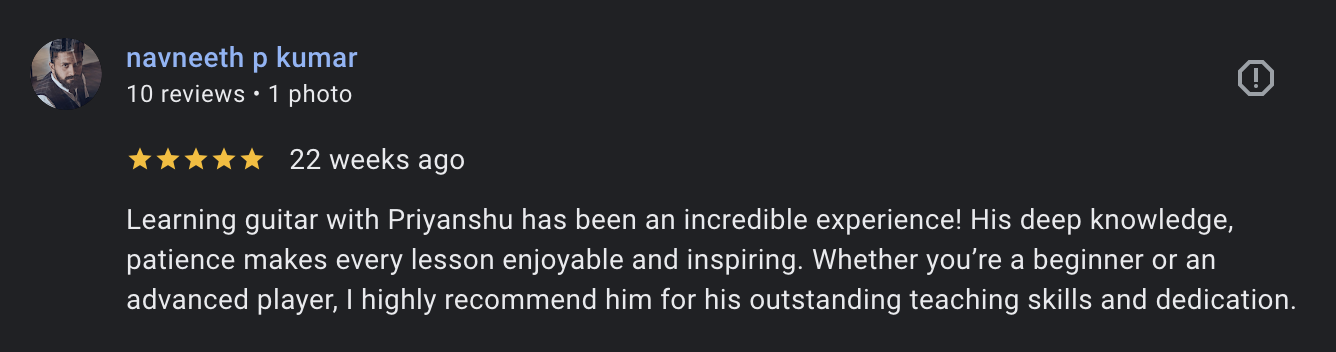 navneeth p kumar
10 reviews • 1 photo
22 weeks ago
Learning guitar with Priyanshu has been an incredible experience! His deep knowledge,
patience makes every lesson enjoyable and inspiring. Whether you’re a beginner or an
advanced player, I highly recommend him for his outstanding teaching skills and dedication.